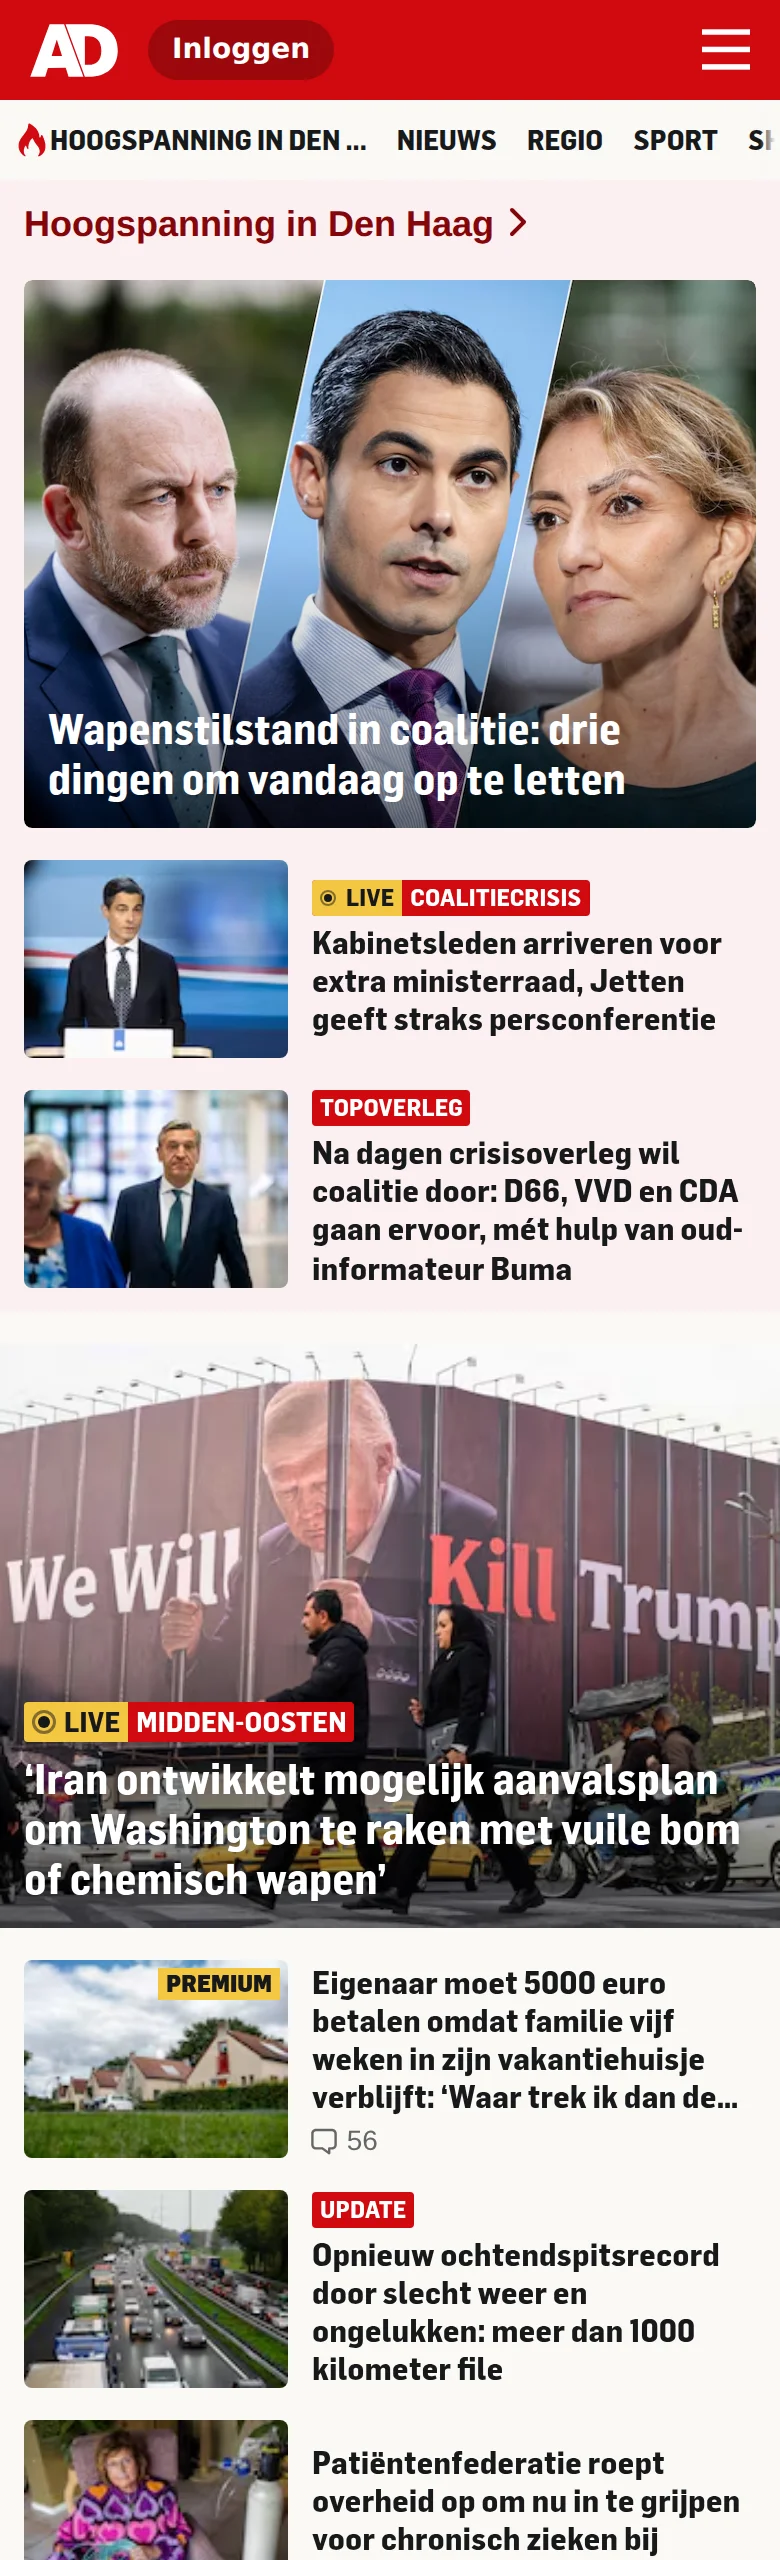 AD
Inloggen
HOOGSPANNING IN DEN ...
NIEUWS
REGIO
SPORT
Hoogspanning in Den Haag
Wapenstilstand in coalitie: drie
dingen om vandaag op te letten
LIVE COALITIECRISIS
Kabinetsleden arriveren voor
extra ministerraad, Jetten
geeft straks persconferentie
TOPOVERLEG
Na dagen crisisoverleg wil
coalitie door: D66, VVD en CDA
gaan ervoor, mét hulp van oud-
informateur Buma
We Will Kill Trump
LIVE MIDDEN-OOSTEN
‘Iran ontwikkelt mogelijk aanvalsplan
om Washington te raken met vuile bom
of chemisch wapen’
PREMIUM
Eigenaar moet 5000 euro
betalen omdat familie vijf
weken in zijn vakantiehuisje
verblijft: ‘Waar trek ik dan de...
56
UPDATE
Opnieuw ochtendspitsrecord
door slecht weer en
ongelukken: meer dan 1000
kilometer file
Patiëntenfederatie roept
overheid op om nu in te grijpen
voor chronisch zieken bij